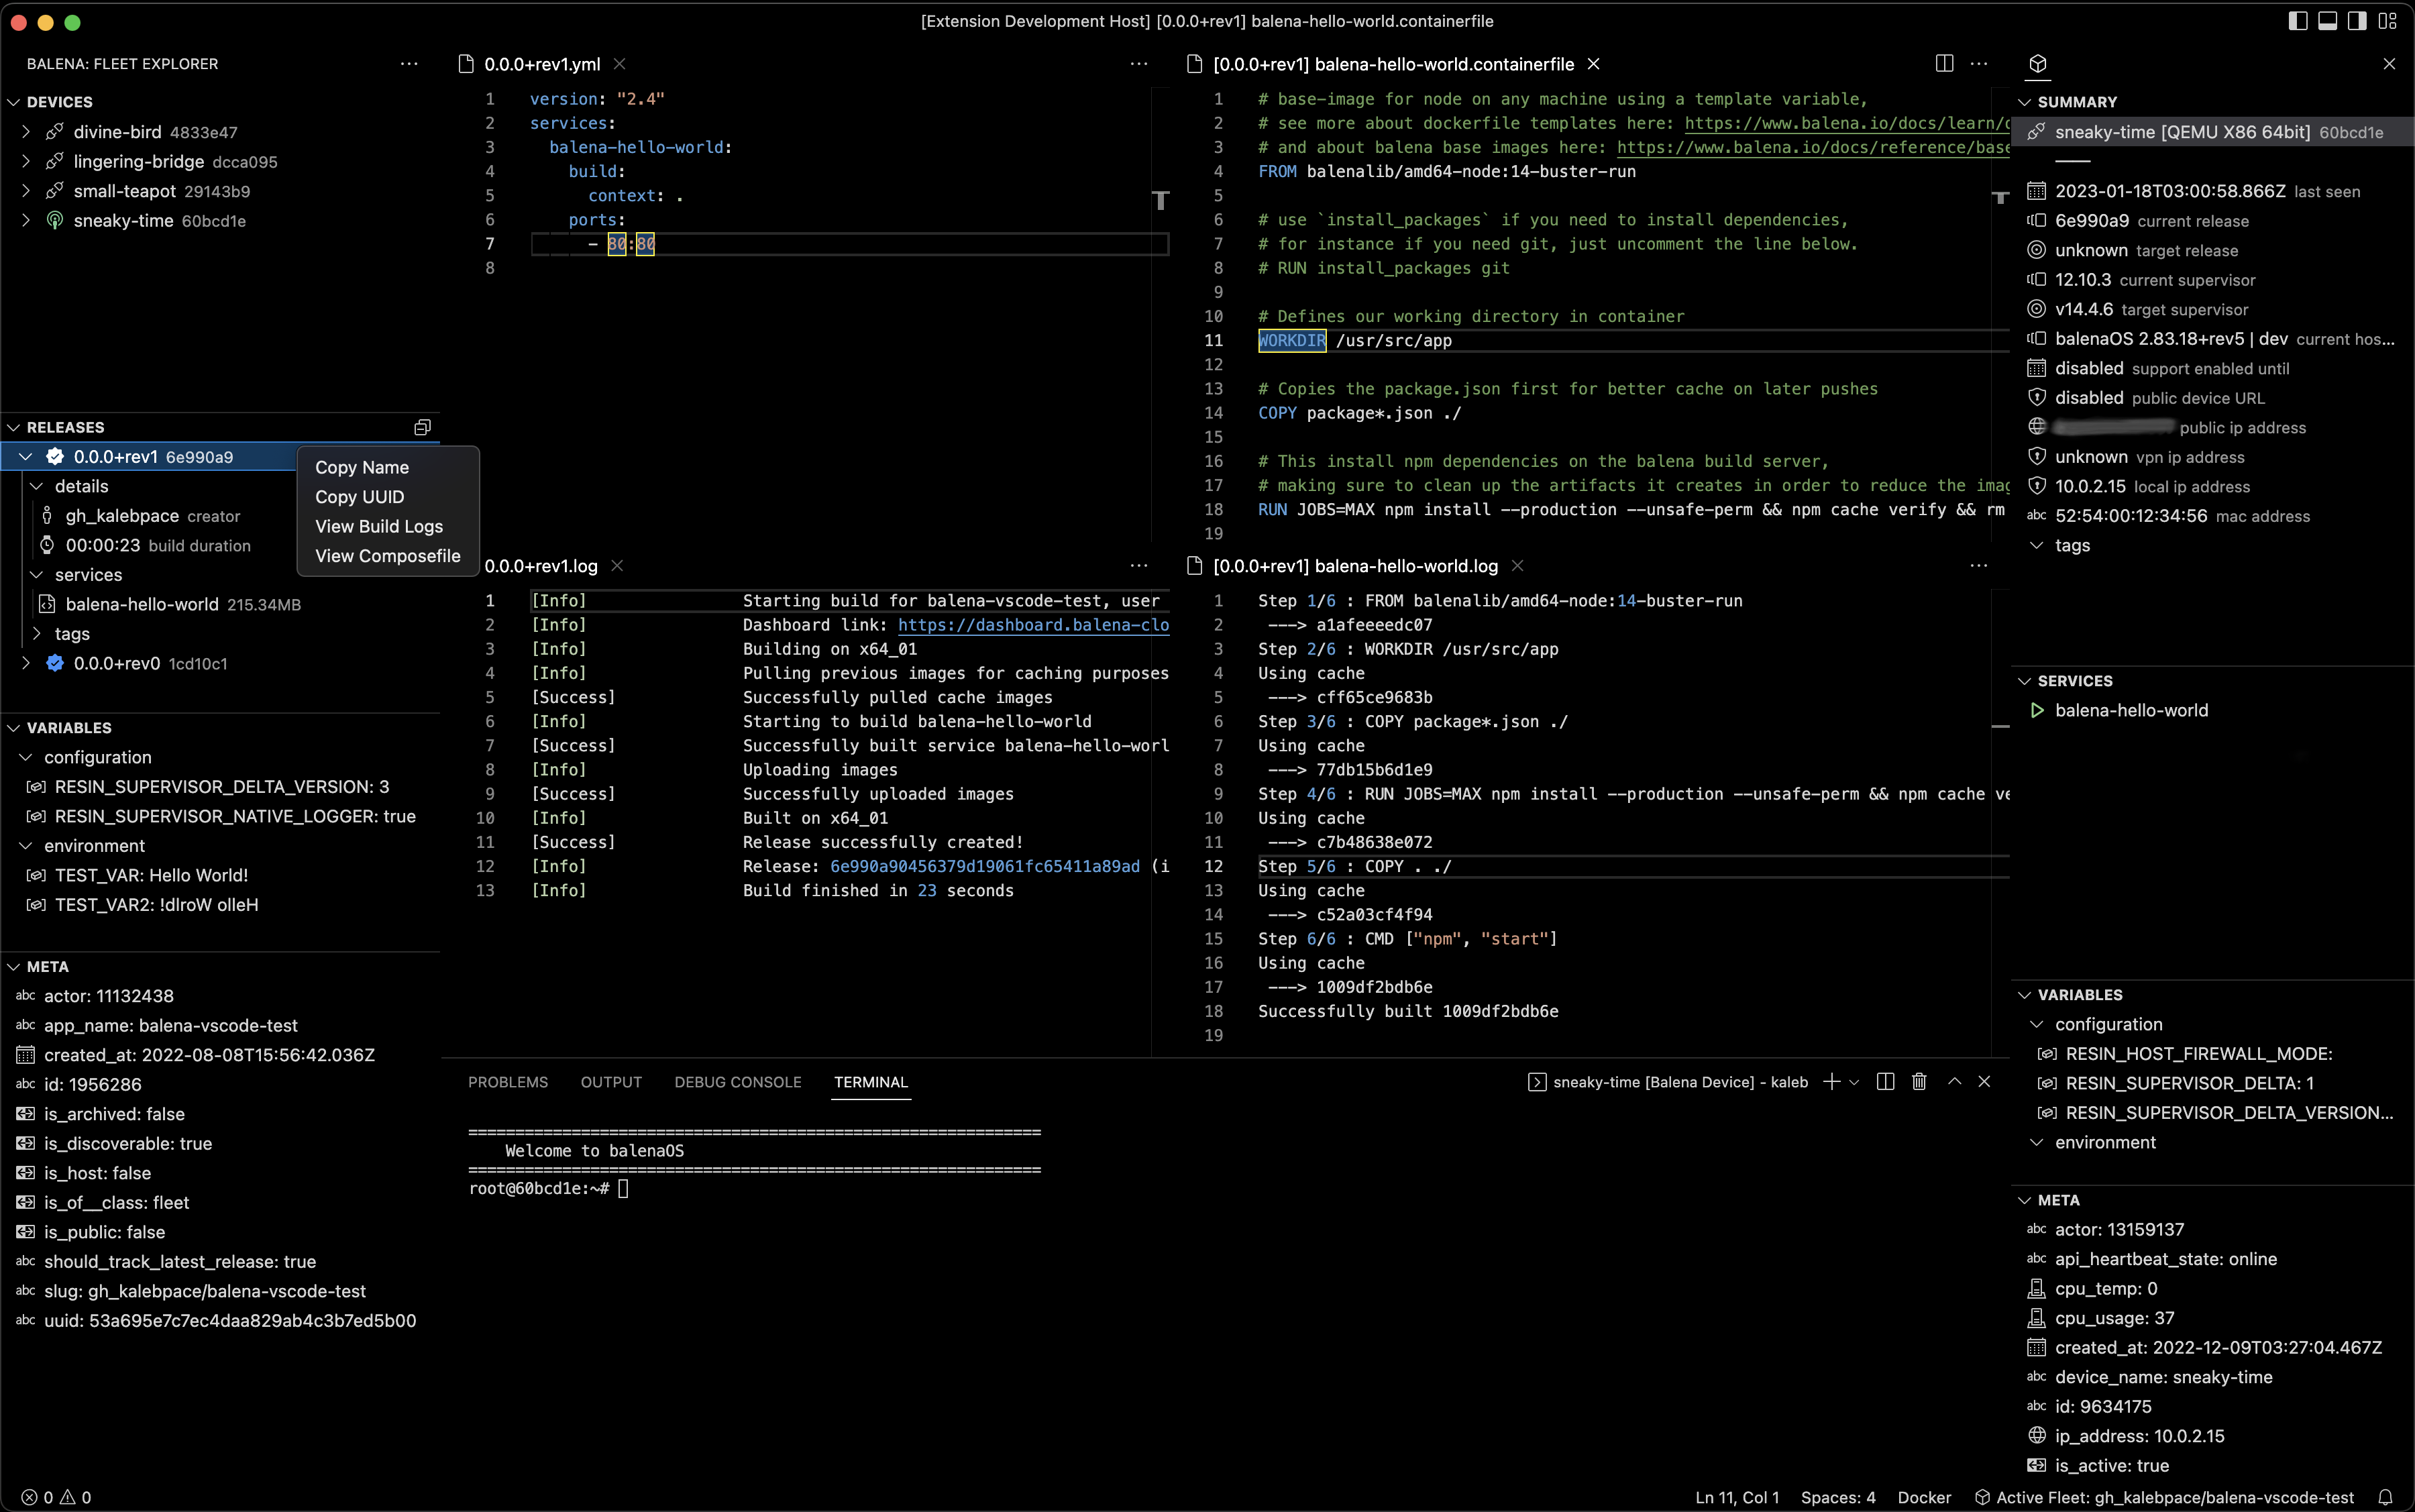 [Extension Development Host] [0.0.0+rev1] balena-hello-world.containerfile
BALENA: FLEET EXPLORER
DEVICES
divine-bird 4833e47
lingering-bridge dcca095
small-teapot 29143b9
sneaky-time 60bcd1e
RELEASES
0.0.0+rev1 6e990a9
details
gh_kalebpace creator
00:00:23 build duration
services
balena-hello-world 215.34MB
tags
0.0.0+rev0 1cd10c1
Copy Name
Copy UUID
View Build Logs
View Composefile
VARIABLES
configuration
RESIN_SUPERVISOR_DELTA_VERSION: 3
RESIN_SUPERVISOR_NATIVE_LOGGER: true
environment
TEST_VAR: Hello World!
TEST_VAR2: !dlroW olleH
META
abc actor: 11132438
abc app_name: balena-vscode-test
created_at: 2022-08-08T15:56:42.036Z
abc id: 1956286
is_archived: false
is_discoverable: true
is_host: false
is_of__class: fleet
is_public: false
abc should_track_latest_release: true
abc slug: gh_kalebpace/balena-vscode-test
abc uuid: 53a695e7c7ec4daa829ab4c3b7ed5b00
0.0.0+rev1.yml
1 version: "2.4"
2 services:
3 balena-hello-world:
4 build:
5 context: .
6 ports:
7 - 80:80
8
[0.0.0+rev1] balena-hello-world.containerfile
1 # base-image for node on any machine using a template variable,
2 # see more about dockerfile templates here: https://www.balena.io/docs/learn/
3 # and about balena base images here: https://www.balena.io/docs/reference/base
4 FROM balenalib/amd64-node:14-buster-run
5
6 # use `install_packages` if you need to install dependencies,
7 # for instance if you need git, just uncomment the line below.
8 # RUN install_packages git
9
10 # Defines our working directory in container
11 WORKDIR /usr/src/app
12
13 # Copies the package.json first for better cache on later pushes
14 COPY package*.json ./
15
16 # This install npm dependencies on the balena build server,
17 # making sure to clean up the artifacts it creates in order to reduce the imag
18 RUN JOBS=MAX npm install --production --unsafe-perm && npm cache verify && rm
19
0.0.0+rev1.log
1 [Info] Starting build for balena-vscode-test, user
2 [Info] Dashboard link: https://dashboard.balena-clo
3 [Info] Building on x64_01
4 [Info] Pulling previous images for caching purposes
5 [Success] Successfully pulled cache images
6 [Info] Starting to build balena-hello-world
7 [Success] Successfully built service balena-hello-worl
8 [Info] Uploading images
9 [Success] Successfully uploaded images
10 [Info] Built on x64_01
11 [Success] Release successfully created!
12 [Info] Release: 6e990a90456379d19061fc65411a89ad (i
13 [Info] Build finished in 23 seconds
[0.0.0+rev1] balena-hello-world.log
1 Step 1/6 : FROM balenalib/amd64-node:14-buster-run
2 ---> a1afeeeedc07
3 Step 2/6 : WORKDIR /usr/src/app
4 Using cache
5 ---> cff65ce9683b
6 Step 3/6 : COPY package*.json ./
7 Using cache
8 ---> 77db15b6d1e9
9 Step 4/6 : RUN JOBS=MAX npm install --production --unsafe-perm && npm cache ve
10 Using cache
11 ---> c7b48638e072
12 Step 5/6 : COPY . ./
13 Using cache
14 ---> c52a03cf4f94
15 Step 6/6 : CMD ["npm", "start"]
16 Using cache
17 ---> 1009df2bdb6e
18 Successfully built 1009df2bdb6e
19
PROBLEMS OUTPUT DEBUG CONSOLE TERMINAL
sneaky-time [Balena Device] - kaleb
=============================================================
Welcome to balenaOS
=============================================================
root@60bcd1e:~#
SUMMARY
sneaky-time [QEMU X86 64bit] 60bcd1e
——
2023-01-18T03:00:58.866Z last seen
6e990a9 current release
unknown target release
12.10.3 current supervisor
v14.4.6 target supervisor
balenaOS 2.83.18+rev5 | dev current hos...
disabled support enabled until
disabled public device URL
public ip address
unknown vpn ip address
10.0.2.15 local ip address
abc 52:54:00:12:34:56 mac address
tags
SERVICES
balena-hello-world
VARIABLES
configuration
RESIN_HOST_FIREWALL_MODE:
RESIN_SUPERVISOR_DELTA: 1
RESIN_SUPERVISOR_DELTA_VERSION...
environment
META
abc actor: 13159137
abc api_heartbeat_state: online
cpu_temp: 0
cpu_usage: 37
created_at: 2022-12-09T03:27:04.467Z
abc device_name: sneaky-time
abc id: 9634175
ip_address: 10.0.2.15
is_active: true
0 0
Ln 11, Col 1 Spaces: 4 Docker Active Fleet: gh_kalebpace/balena-vscode-test